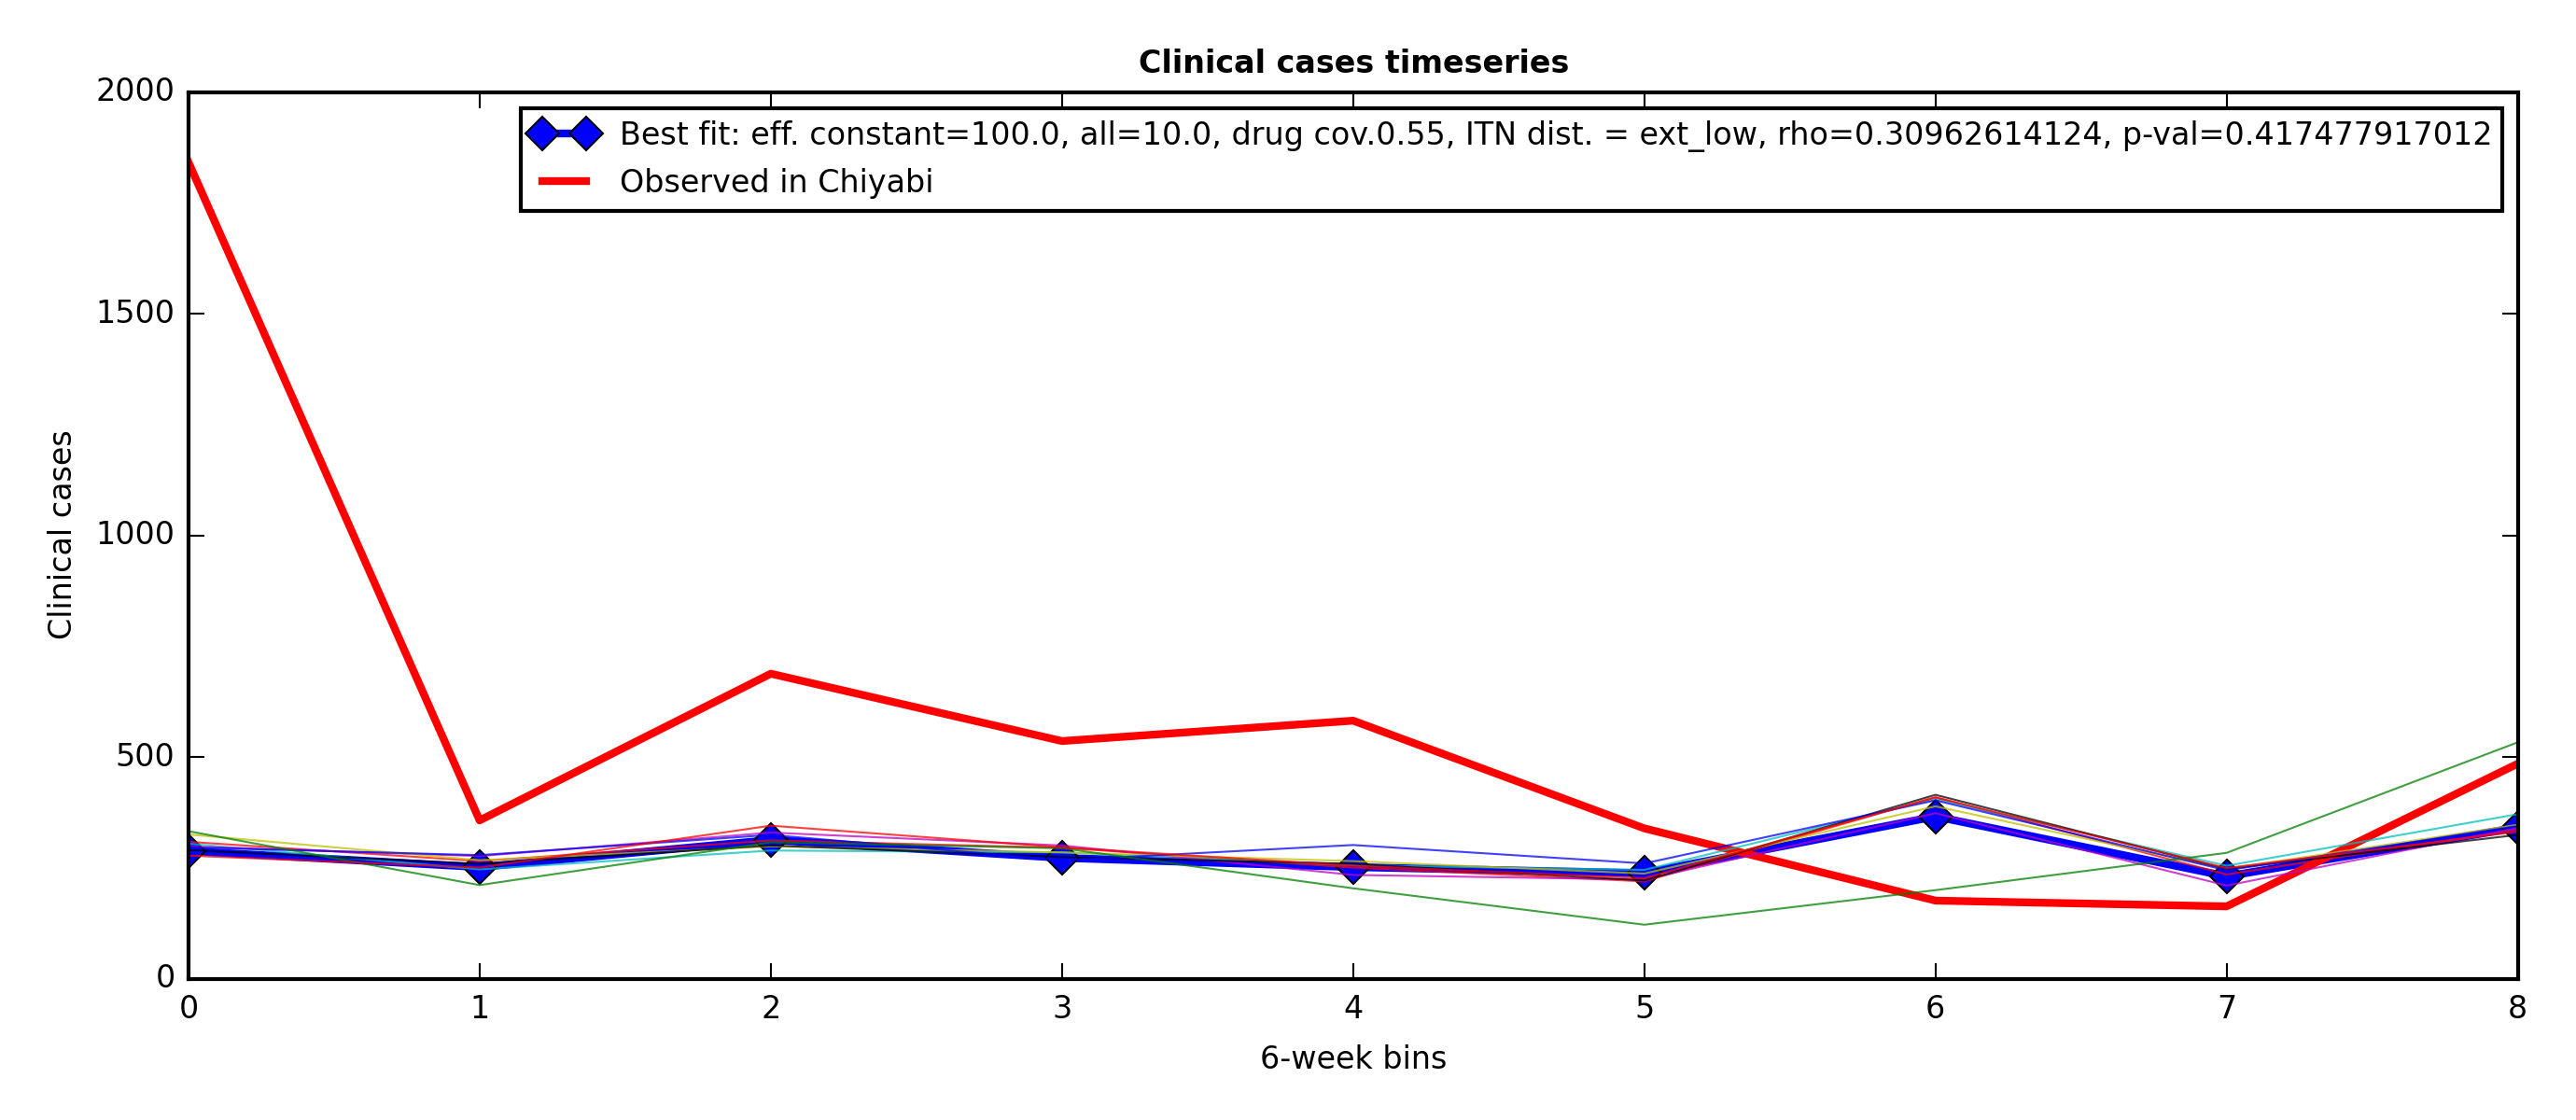 Clinical cases timeseries
2000
1500
1000
500
0
Clinical cases
Best fit: eff. constant=100.0, all=10.0, drug cov.0.55, ITN dist. = ext_low, rho=0.30962614124, p-val=0.417477917012
Observed in Chiyabi
0 1 2 3 4 5 6 7 8
6-week bins